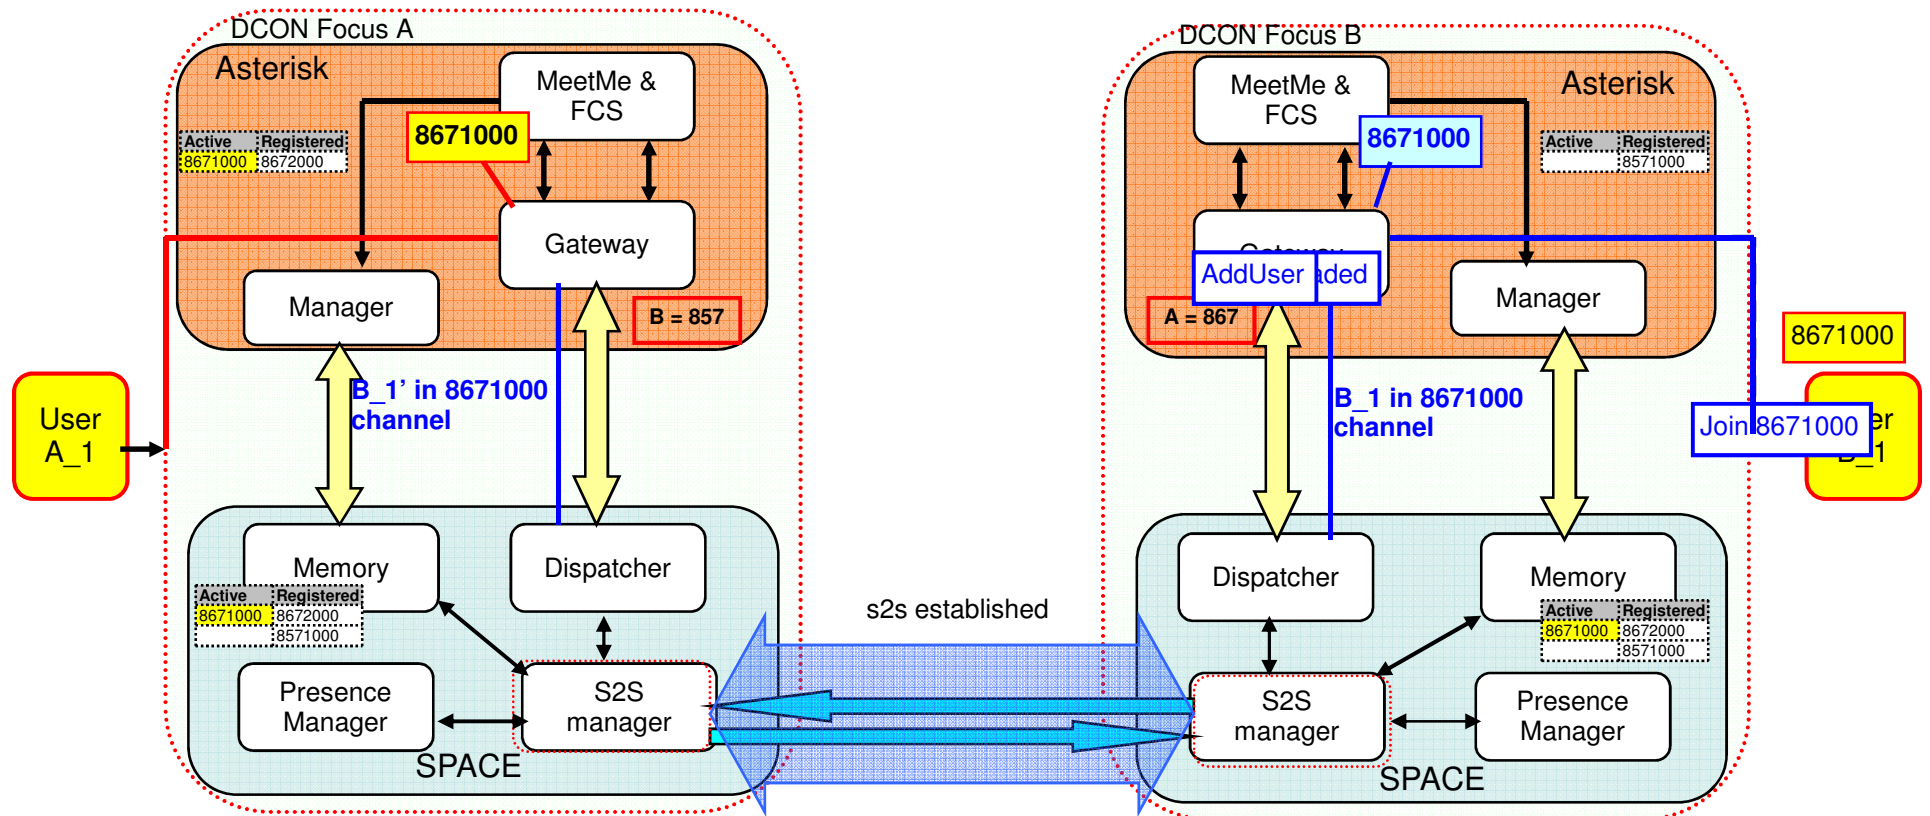 DCON Focus A
Asterisk
MeetMe &
FCS
8671000
Active Registered
8671000 8672000
Gateway
Manager
B = 857
User
A_1
B_1’ in 8671000
channel
Memory
Dispatcher
Active Registered
8671000 8672000
8571000
Presence
Manager
S2S
manager
SPACE
s2s established
DCON Focus B
Asterisk
MeetMe &
FCS
8671000
Active Registered
8571000
AddUser
Manager
A = 867
8671000
B_1 in 8671000
channel
Join 8671000
Dispatcher
Memory
Active Registered
8671000 8672000
8571000
S2S
manager
Presence
Manager
SPACE